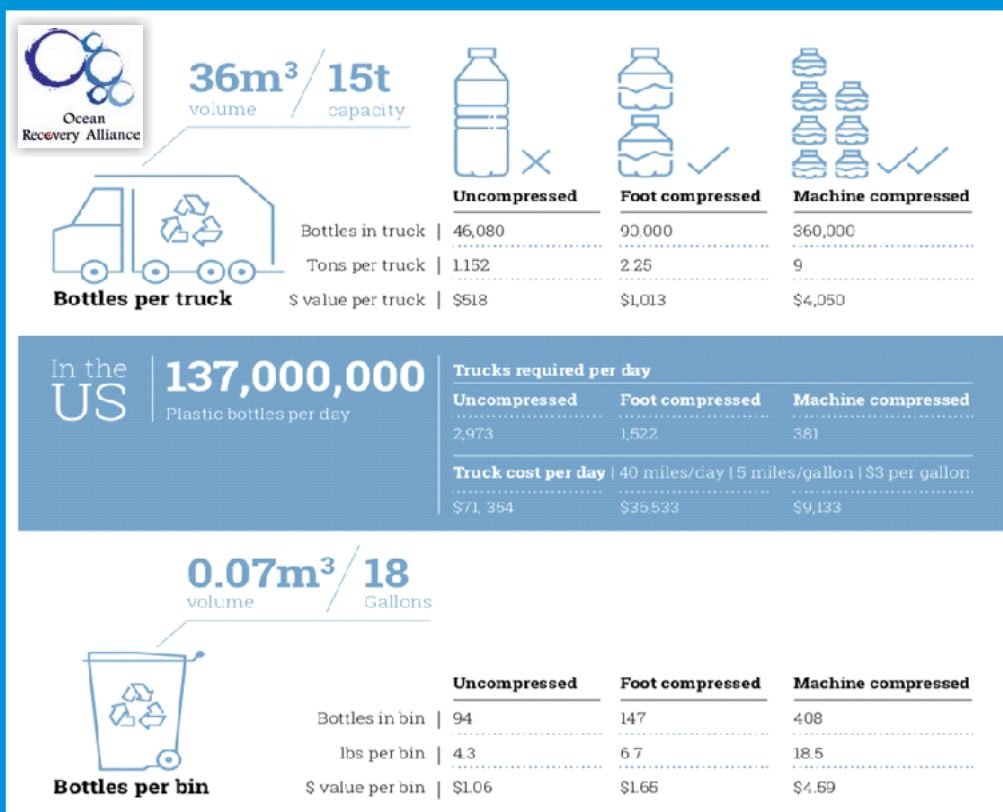 Ocean
Recovery Alliance
36m³ / 15t
volume capacity
Uncompressed Foot compressed Machine compressed
Bottles in truck | 46,080 90,000 360,000
Tons per truck | 1.152 2.25 9
Bottles per truck
$ value per truck | $518 $1,013 $4,050
In the
US
137,000,000
Plastic bottles per day
Trucks required per day
Uncompressed Foot compressed Machine compressed
2,973 1,522 381
Truck cost per day | 40 miles/day | 5 miles/gallon | $3 per gallon
$71, 354 $35,533 $9,133
0.07m³ / 18
volume Gallons
Uncompressed Foot compressed Machine compressed
Bottles in bin | 94 147 408
lbs per bin | 4.3 6.7 18.5
Bottles per bin
$ value per bin | $1.06 $1.65 $4.59